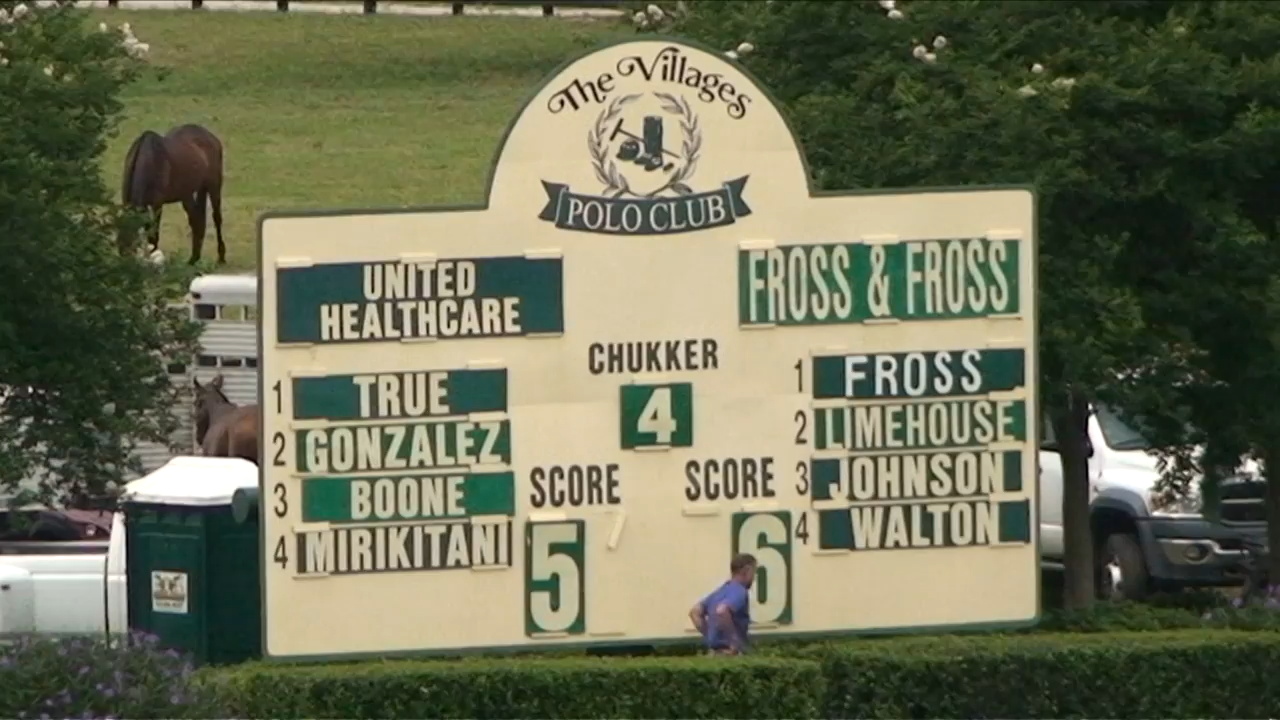 The Villages
POLO CLUB
UNITED
HEALTHCARE
1 TRUE
2 GONZALEZ
3 BOONE
4 MIRIKITANI
CHUKKER
4
SCORE
5
SCORE
6
FROSS & FROSS
1 FROSS
2 LIMEHOUSE
3 JOHNSON
4 WALTON